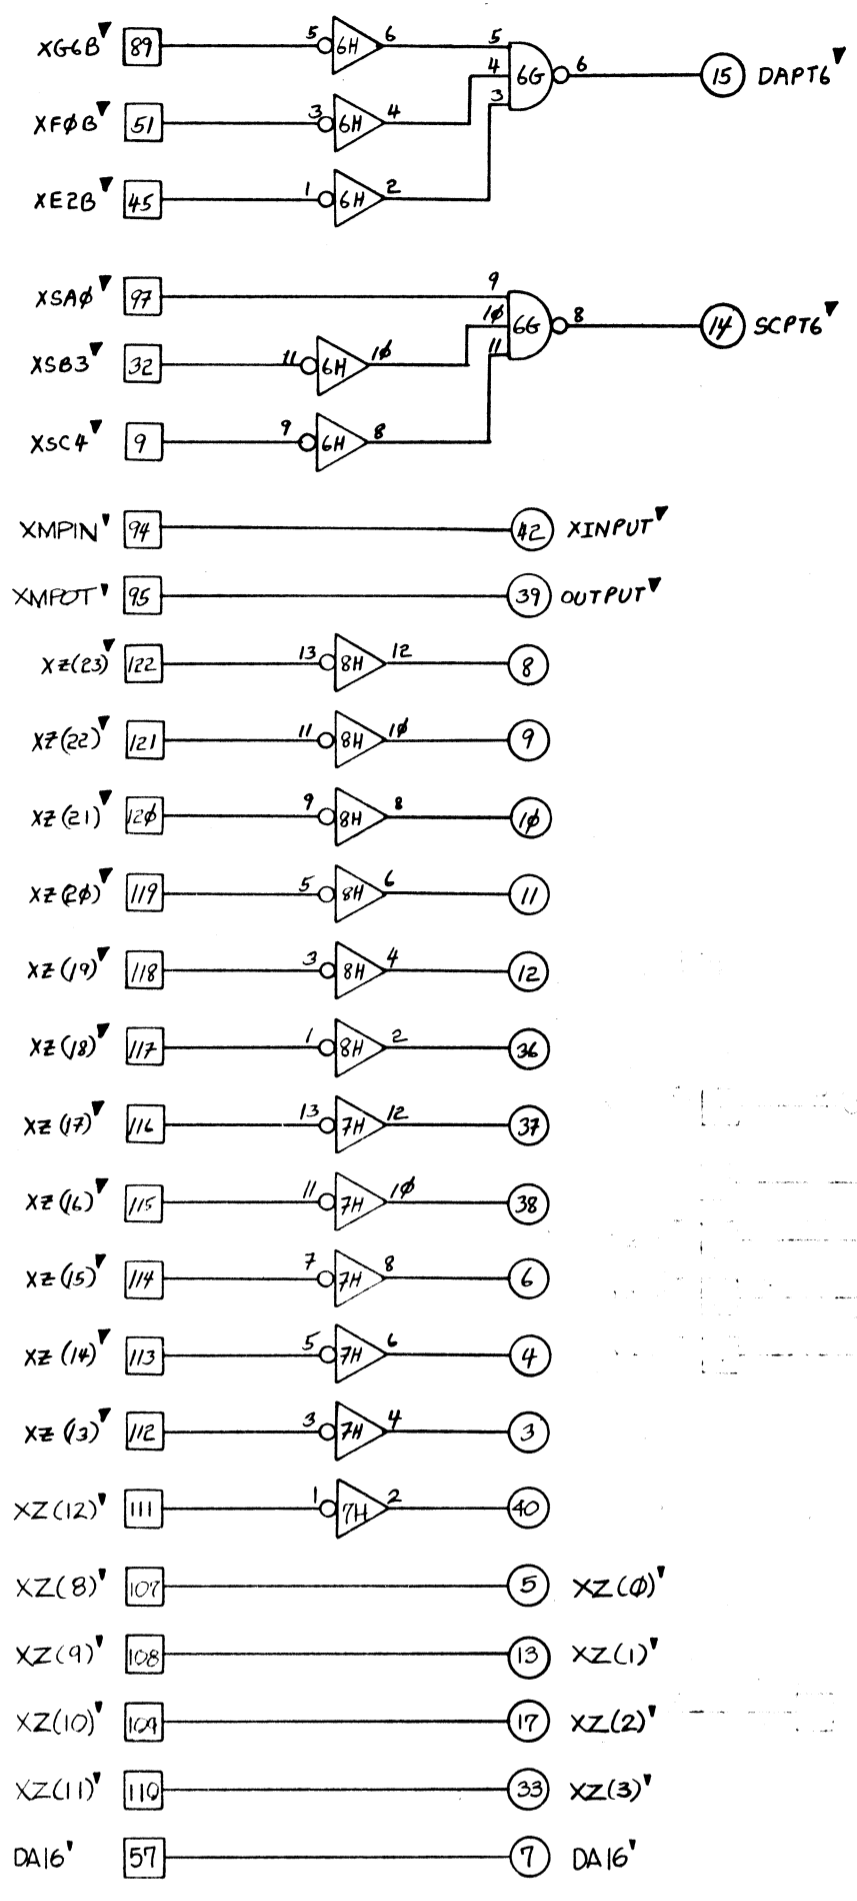 XG6B▼ 89 5 6H 6 5
4 6G 6 15 DAPT6▼
XFØB▼ 51 3 6H 4 3
XE2B▼ 45 1 6H 2
XSAØ▼ 97 9
XSB3▼ 32 11 6H 1Ø 1Ø 6G 8 14 SCPT6▼
11
XSC4▼ 9 9 6H 8
XMPIN▼ 94 42 XINPUT▼
XMPOT▼ 95 39 OUTPUT▼
XZ(23)▼ 122 13 8H 12 8
XZ(22)▼ 121 11 8H 1Ø 9
XZ(21)▼ 12Ø 9 8H 8 1Ø
XZ(2Ø)▼ 119 5 8H 6 11
XZ(19)▼ 118 3 8H 4 12
XZ(18)▼ 117 1 8H 2 36
XZ(17)▼ 116 13 7H 12 37
XZ(16)▼ 115 11 7H 1Ø 38
XZ(15)▼ 114 7 7H 8 6
XZ(14)▼ 113 5 7H 6 4
XZ(13)▼ 112 3 7H 4 3
XZ(12)▼ 111 1 7H 2 40
XZ(8)▼ 107 5 XZ(Ø)▼
XZ(9)▼ 108 13 XZ(1)▼
XZ(10)▼ 109 17 XZ(2)▼
XZ(11)▼ 110 33 XZ(3)▼
DA16▼ 57 7 DA16▼